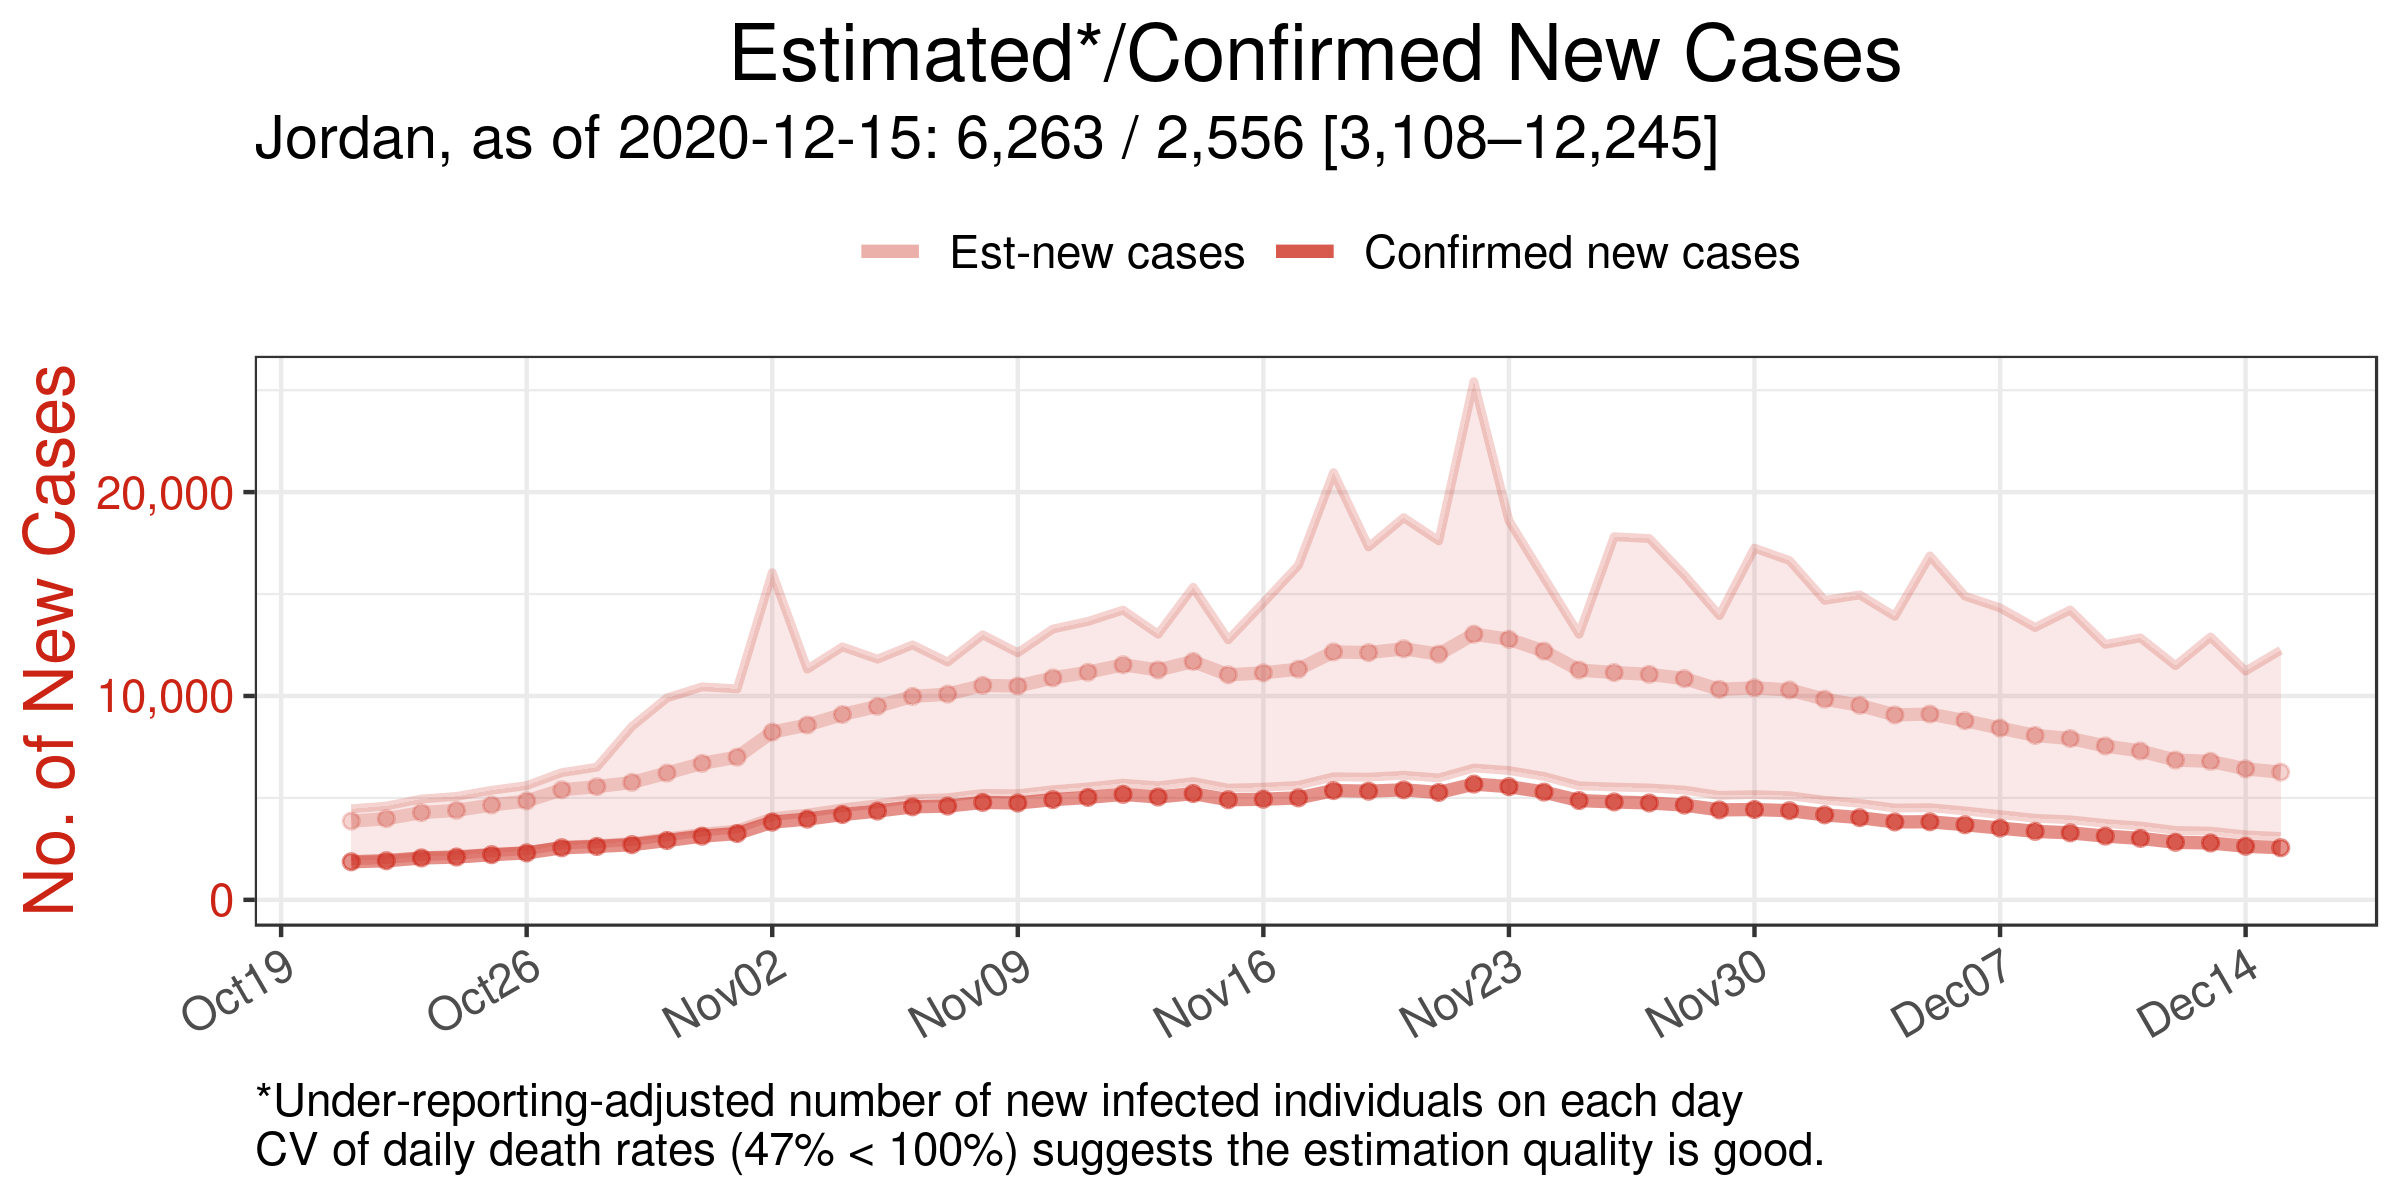 Estimated*/Confirmed New Cases
Jordan, as of 2020-12-15: 6,263 / 2,556 [3,108–12,245]
Est-new cases
Confirmed new cases
No. of New Cases
20,000
10,000
0
Oct19
Oct26
Nov02
Nov09
Nov16
Nov23
Nov30
Dec07
Dec14
*Under-reporting-adjusted number of new infected individuals on each day
CV of daily death rates (47% < 100%) suggests the estimation quality is good.